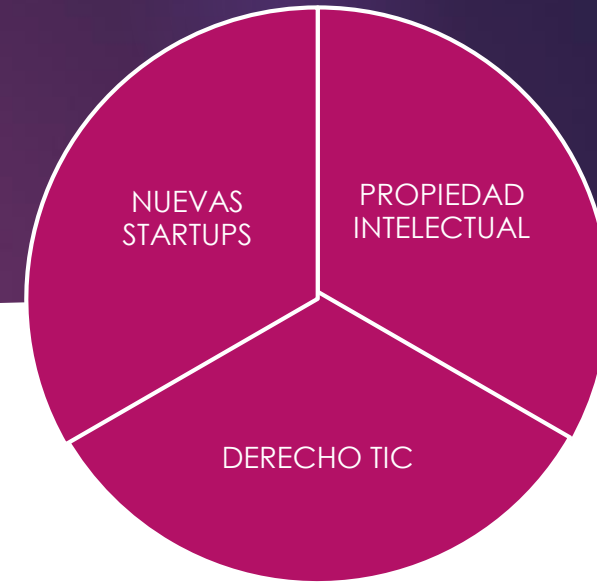 NUEVAS
STARTUPS
PROPIEDAD
INTELECTUAL
DERECHO TIC